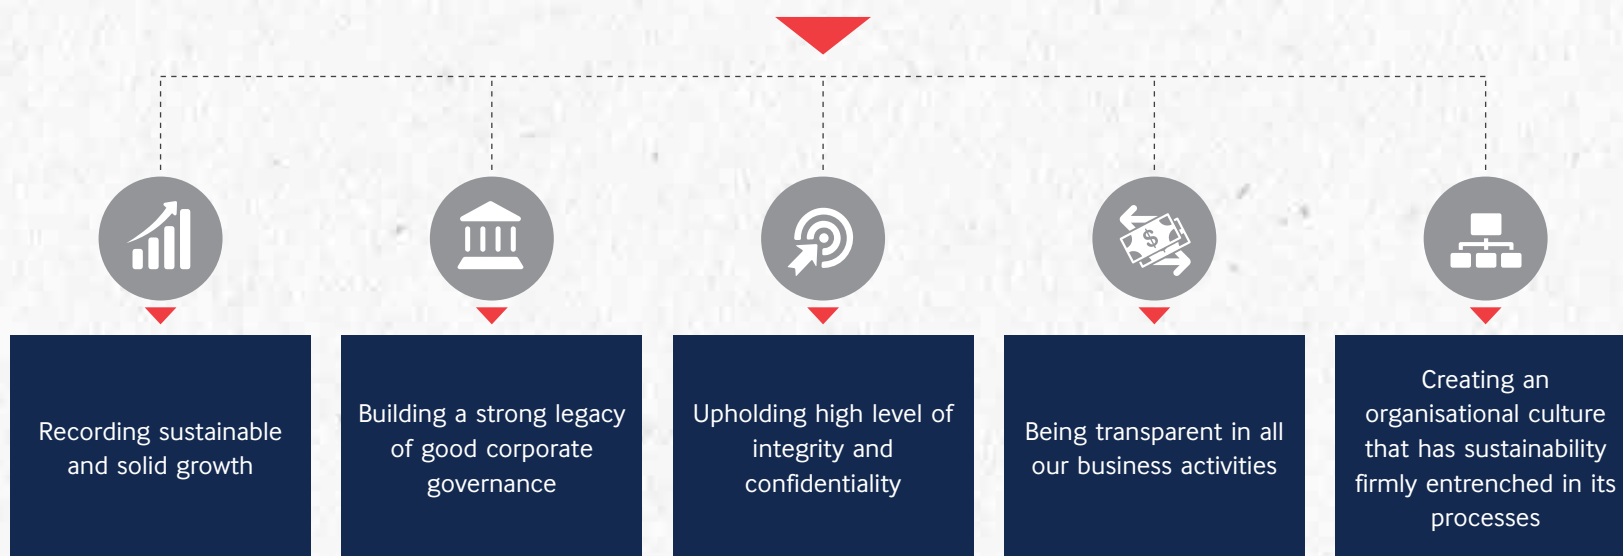 Recording sustainable
and solid growth
Building a strong legacy
of good corporate
governance
Upholding high level of
integrity and
confidentiality
$
Being transparent in all
our business activities
Creating an
organisational culture
that has sustainability
firmly entrenched in its
processes